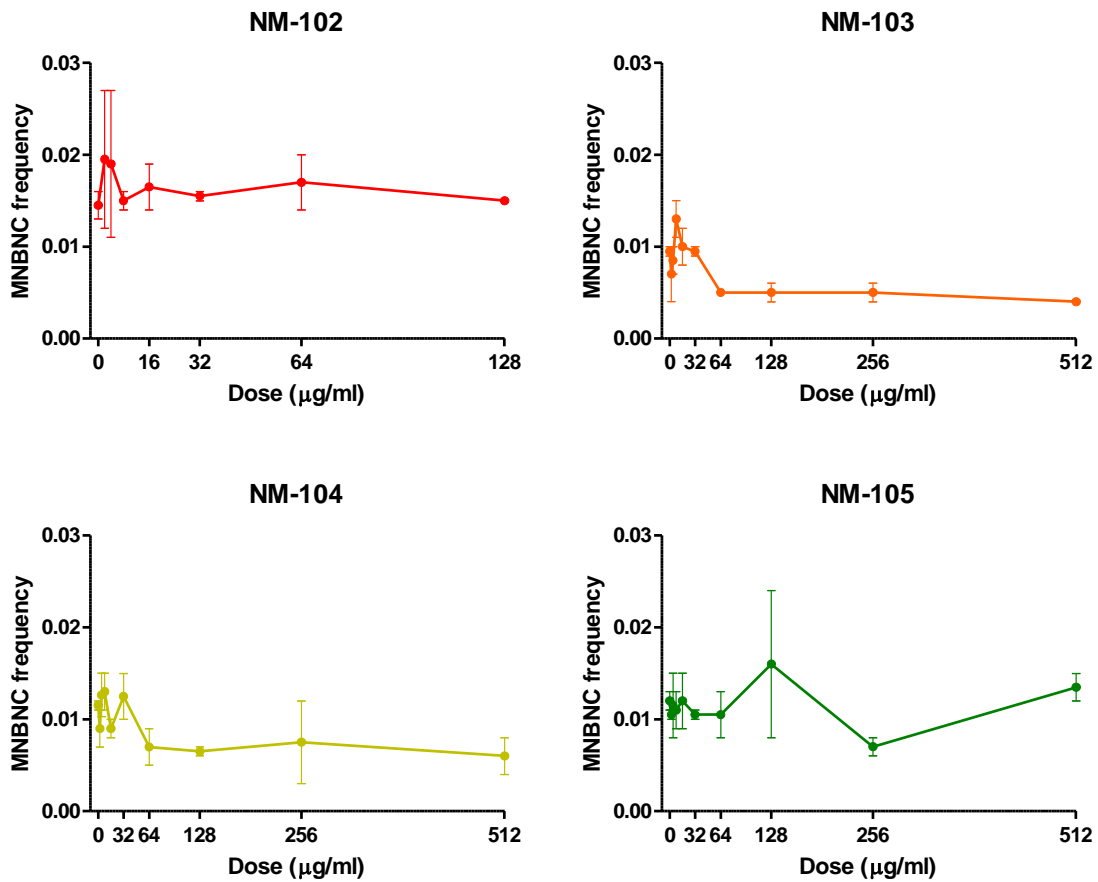 NM-102
MNBNC frequency
0.03
0.02
0.01
0.00
0 16 32 64 128
Dose (μg/ml)
NM-103
MNBNC frequency
0.03
0.02
0.01
0.00
0 32 64 128 256 512
Dose (μg/ml)
NM-104
MNBNC frequency
0.03
0.02
0.01
0.00
0 32 64 128 256 512
Dose (μg/ml)
NM-105
MNBNC frequency
0.03
0.02
0.01
0.00
0 32 64 128 256 512
Dose (μg/ml)